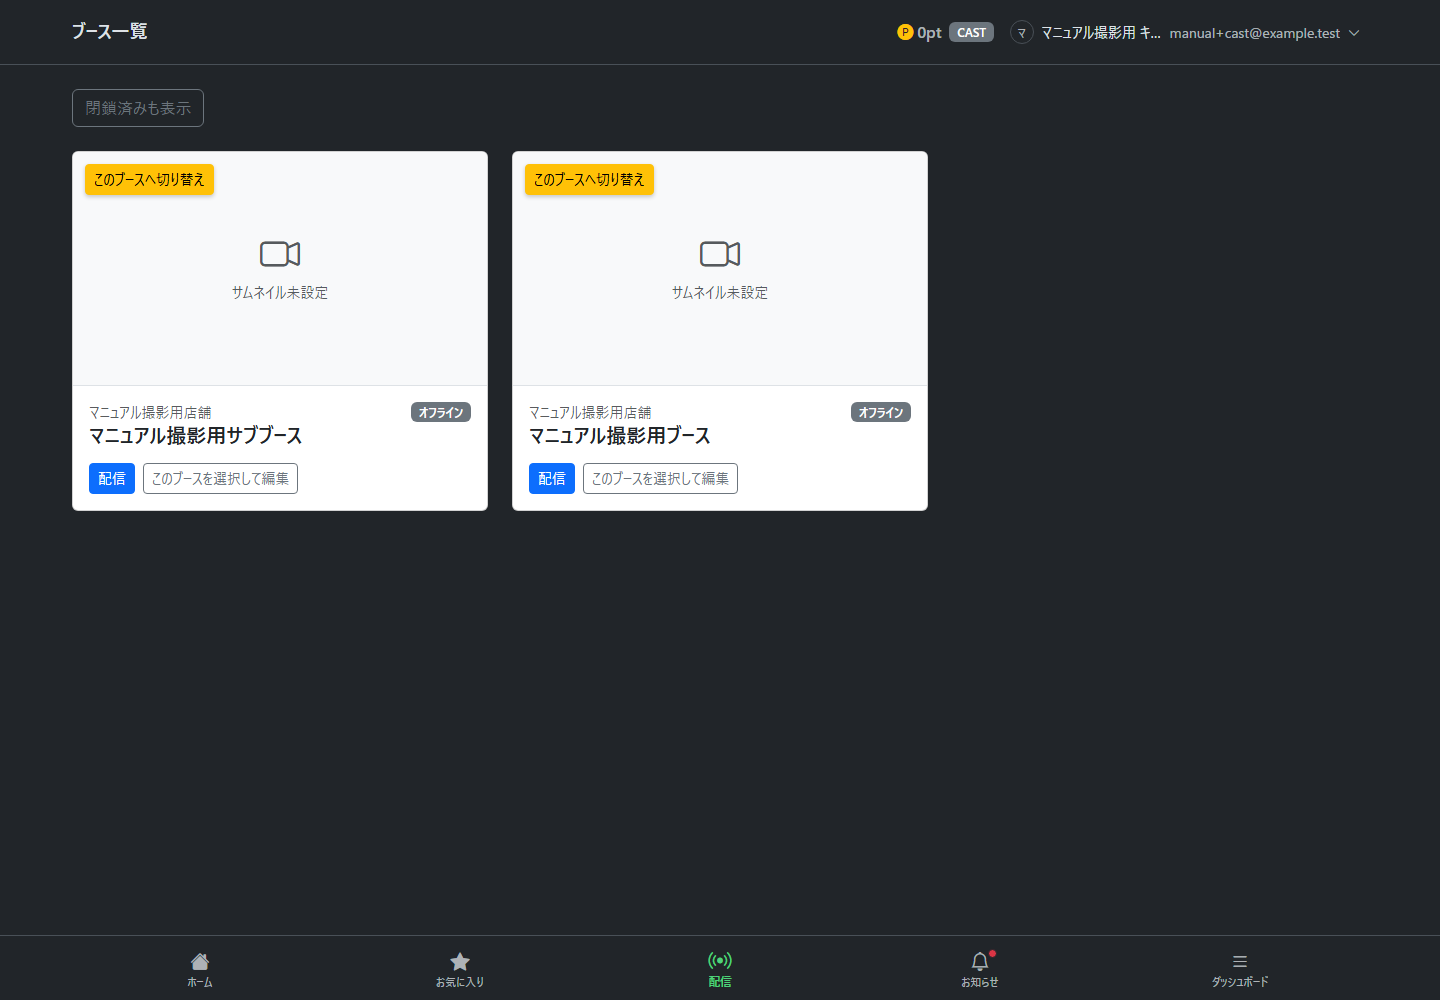 ブース一覧
P 0pt CAST マ マニュアル撮影用 キ... manual+cast@example.test
閉鎖済みも表示
このブースへ切り替え
サムネイル未設定
マニュアル撮影用店舗 オフライン
マニュアル撮影用サブブース
配信 このブースを選択して編集
このブースへ切り替え
サムネイル未設定
マニュアル撮影用店舗 オフライン
マニュアル撮影用ブース
配信 このブースを選択して編集
ホーム
お気に入り
配信
お知らせ
ダッシュボード